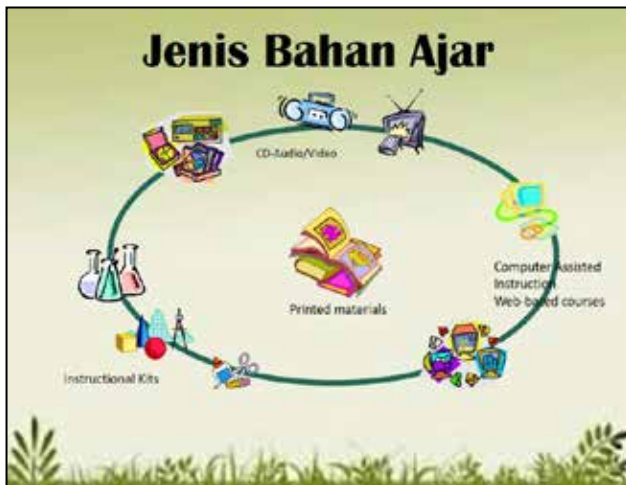 Jenis Bahan Ajar
CD-Audio/Video
Printed materials
Computer Assisted
Instruction
Web-based courses
Instructional Kits